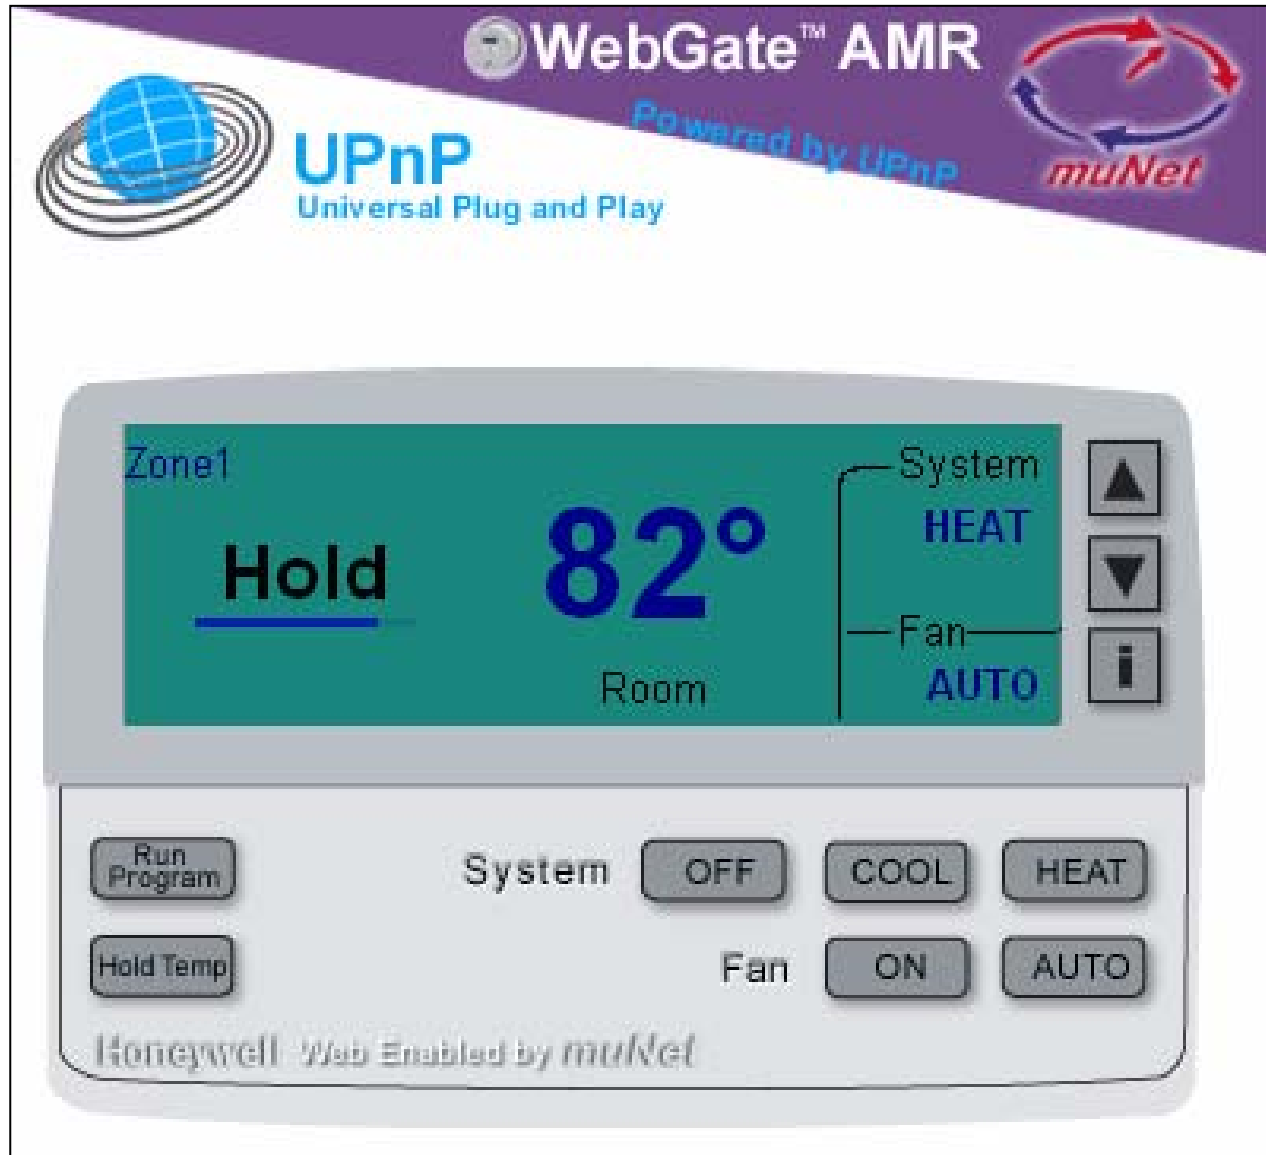 WebGate™ AMR
Powered by UPnP
muNet
UPnP
Universal Plug and Play
Zone1
System
HEAT
Hold
82°
Fan
AUTO
Room
i
Run
Program
System
OFF
COOL
HEAT
Hold Temp
Fan
ON
AUTO
Honeywell Web Enabled by muNet